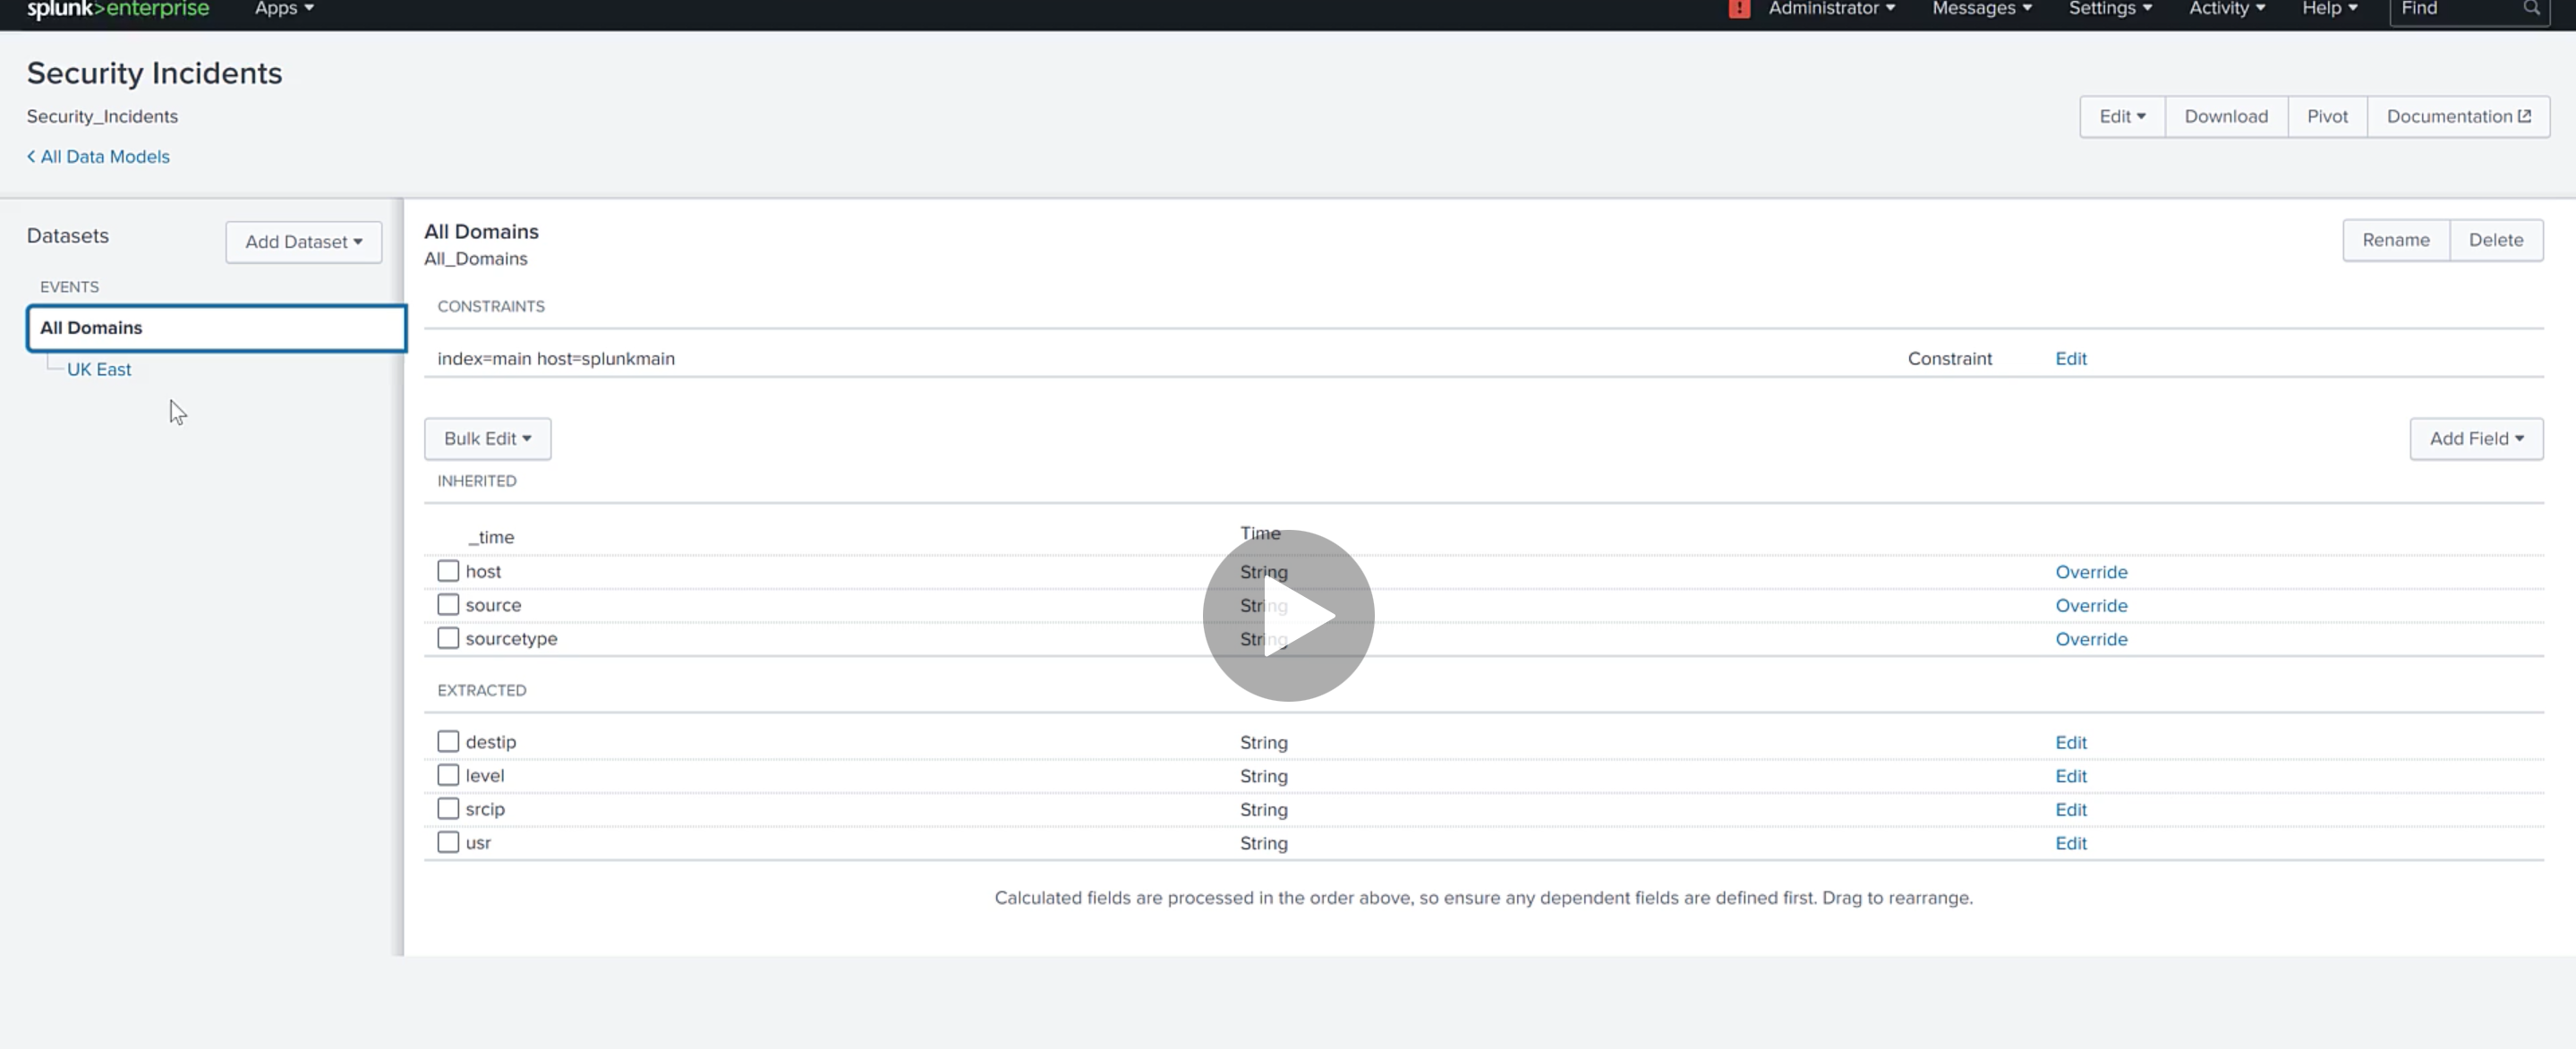 splunk>enterprise Apps Administrator Messages Settings Activity Help Find
Security Incidents
Security_Incidents
Edit Download Pivot Documentation
< All Data Models
Datasets
Add Dataset
EVENTS
All Domains
UK East
All Domains
All_Domains
Rename Delete
CONSTRAINTS
index=main host=splunkmain Constraint Edit
Bulk Edit
Add Field
INHERITED
_time Time
host String Override
source String Override
sourcetype String Override
EXTRACTED
destip String Edit
level String Edit
srcip String Edit
usr String Edit
Calculated fields are processed in the order above, so ensure any dependent fields are defined first. Drag to rearrange.